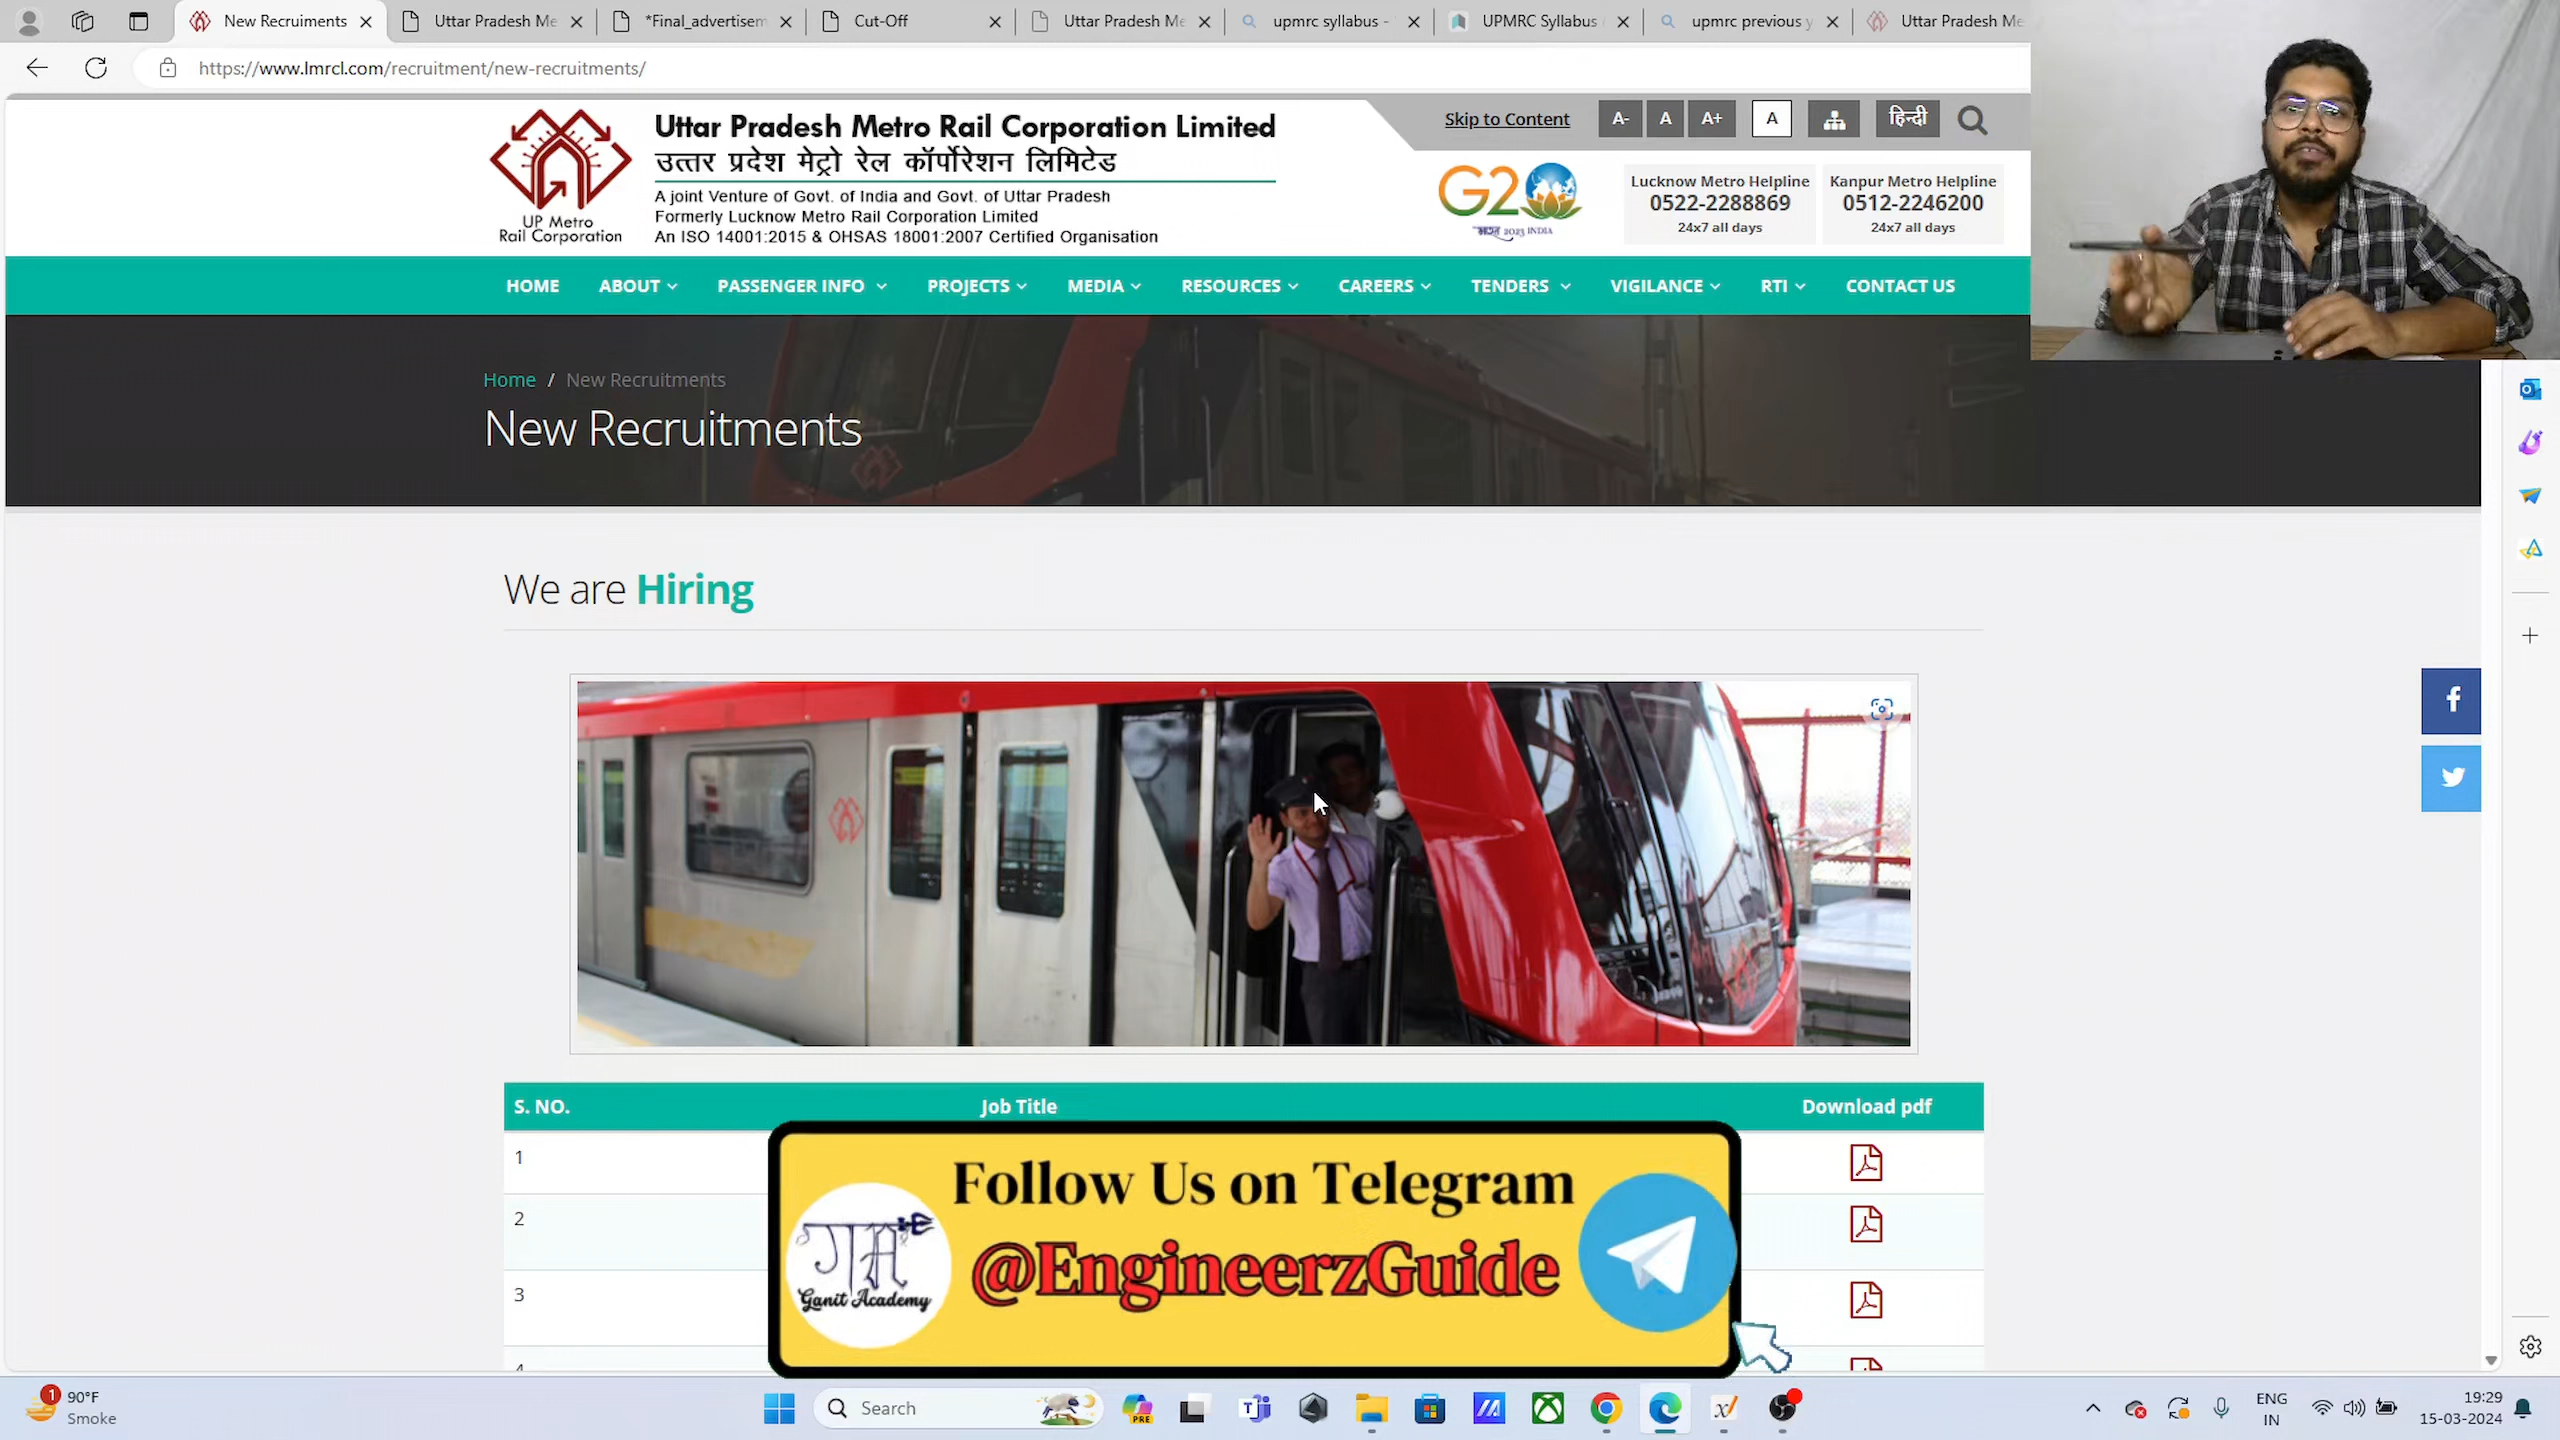 New Recruiments
Uttar Pradesh Me
*Final_advertisem
Cut-Off
Uttar Pradesh Me
upmrc syllabus -
UPMRC Syllabus
upmrc previous y
Uttar Pradesh Me
https://www.lmrcl.com/recruitment/new-recruitments/
UP Metro
Rail Corporation
Uttar Pradesh Metro Rail Corporation Limited
उत्तर प्रदेश मेट्रो रेल कॉर्पोरेशन लिमिटेड
A joint Venture of Govt. of India and Govt. of Uttar Pradesh
Formerly Lucknow Metro Rail Corporation Limited
An ISO 14001:2015 & OHSAS 18001:2007 Certified Organisation
Skip to Content
A- A A+ A हिन्दी
G20
भारत 2023 INDIA
Lucknow Metro Helpline
0522-2288869
24x7 all days
Kanpur Metro Helpline
0512-2246200
24x7 all days
HOME ABOUT PASSENGER INFO PROJECTS MEDIA RESOURCES CAREERS TENDERS VIGILANCE RTI CONTACT US
Home / New Recruitments
New Recruitments
We are Hiring
S. NO. Job Title Download pdf
1
2
3
4
Follow Us on Telegram
@EngineerzGuide
Ganit Academy
1
90°F
Smoke
Search
PRE
ENG
IN
19:29
15-03-2024